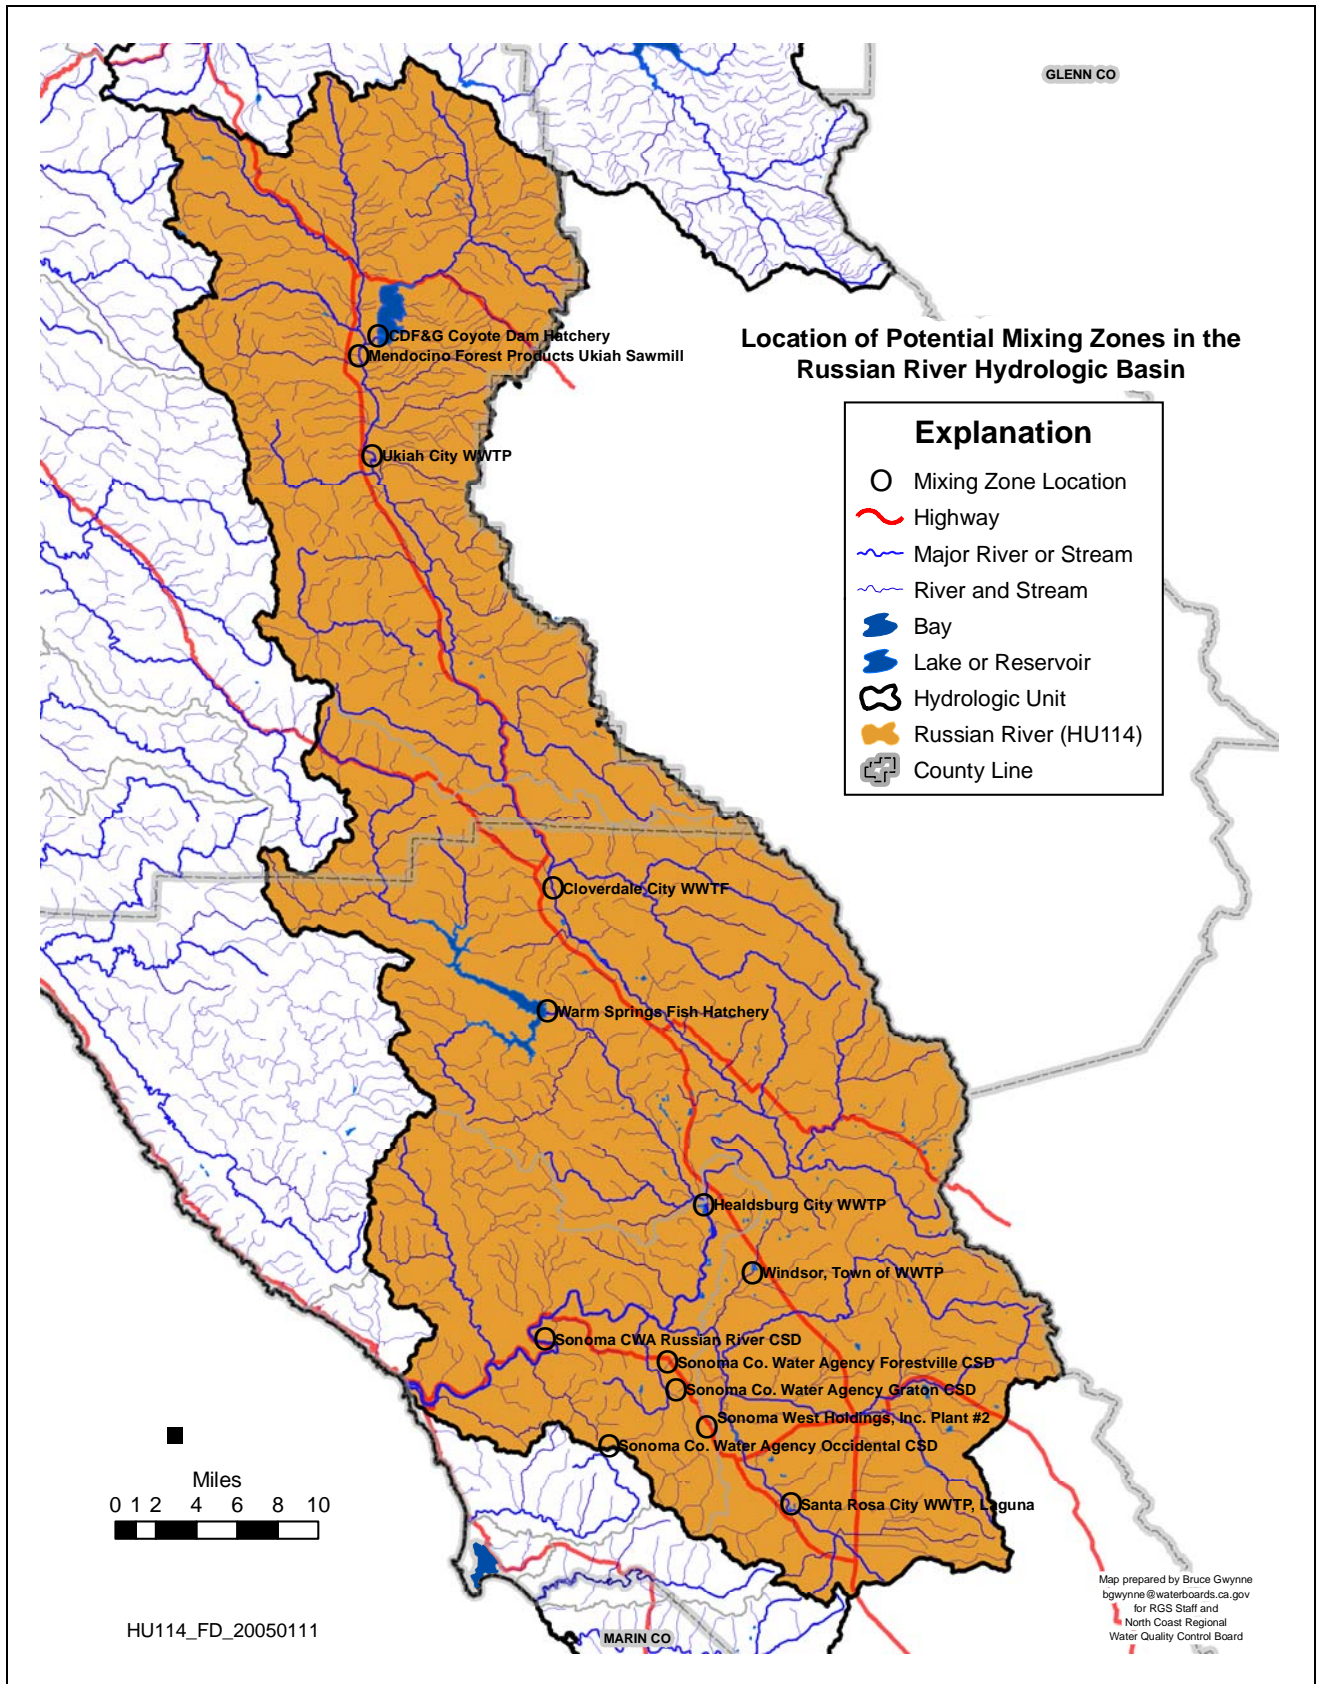 GLENN CO
Location of Potential Mixing Zones in the
Russian River Hydrologic Basin
Explanation
Mixing Zone Location
Highway
Major River or Stream
River and Stream
Bay
Lake or Reservoir
Hydrologic Unit
Russian River (HU114)
County Line
CDF&G Coyote Dam Hatchery
Mendocino Forest Products Ukiah Sawmill
Ukiah City WWTP
Cloverdale City WWTF
Warm Springs Fish Hatchery
Healdsburg City WWTP
Windsor, Town of WWTP
Sonoma CWA Russian River CSD
Sonoma Co. Water Agency Forestville CSD
Sonoma Co. Water Agency Graton CSD
Sonoma West Holdings, Inc. Plant #2
Sonoma Co. Water Agency Occidental CSD
Santa Rosa City WWTP, Laguna
Miles
0 1 2 4 6 8 10
HU114_FD_20050111
MARIN CO
Map prepared by Bruce Gwynne
bgwynne@waterboards.ca.gov
for RGS Staff and
North Coast Regional
Water Quality Control Board